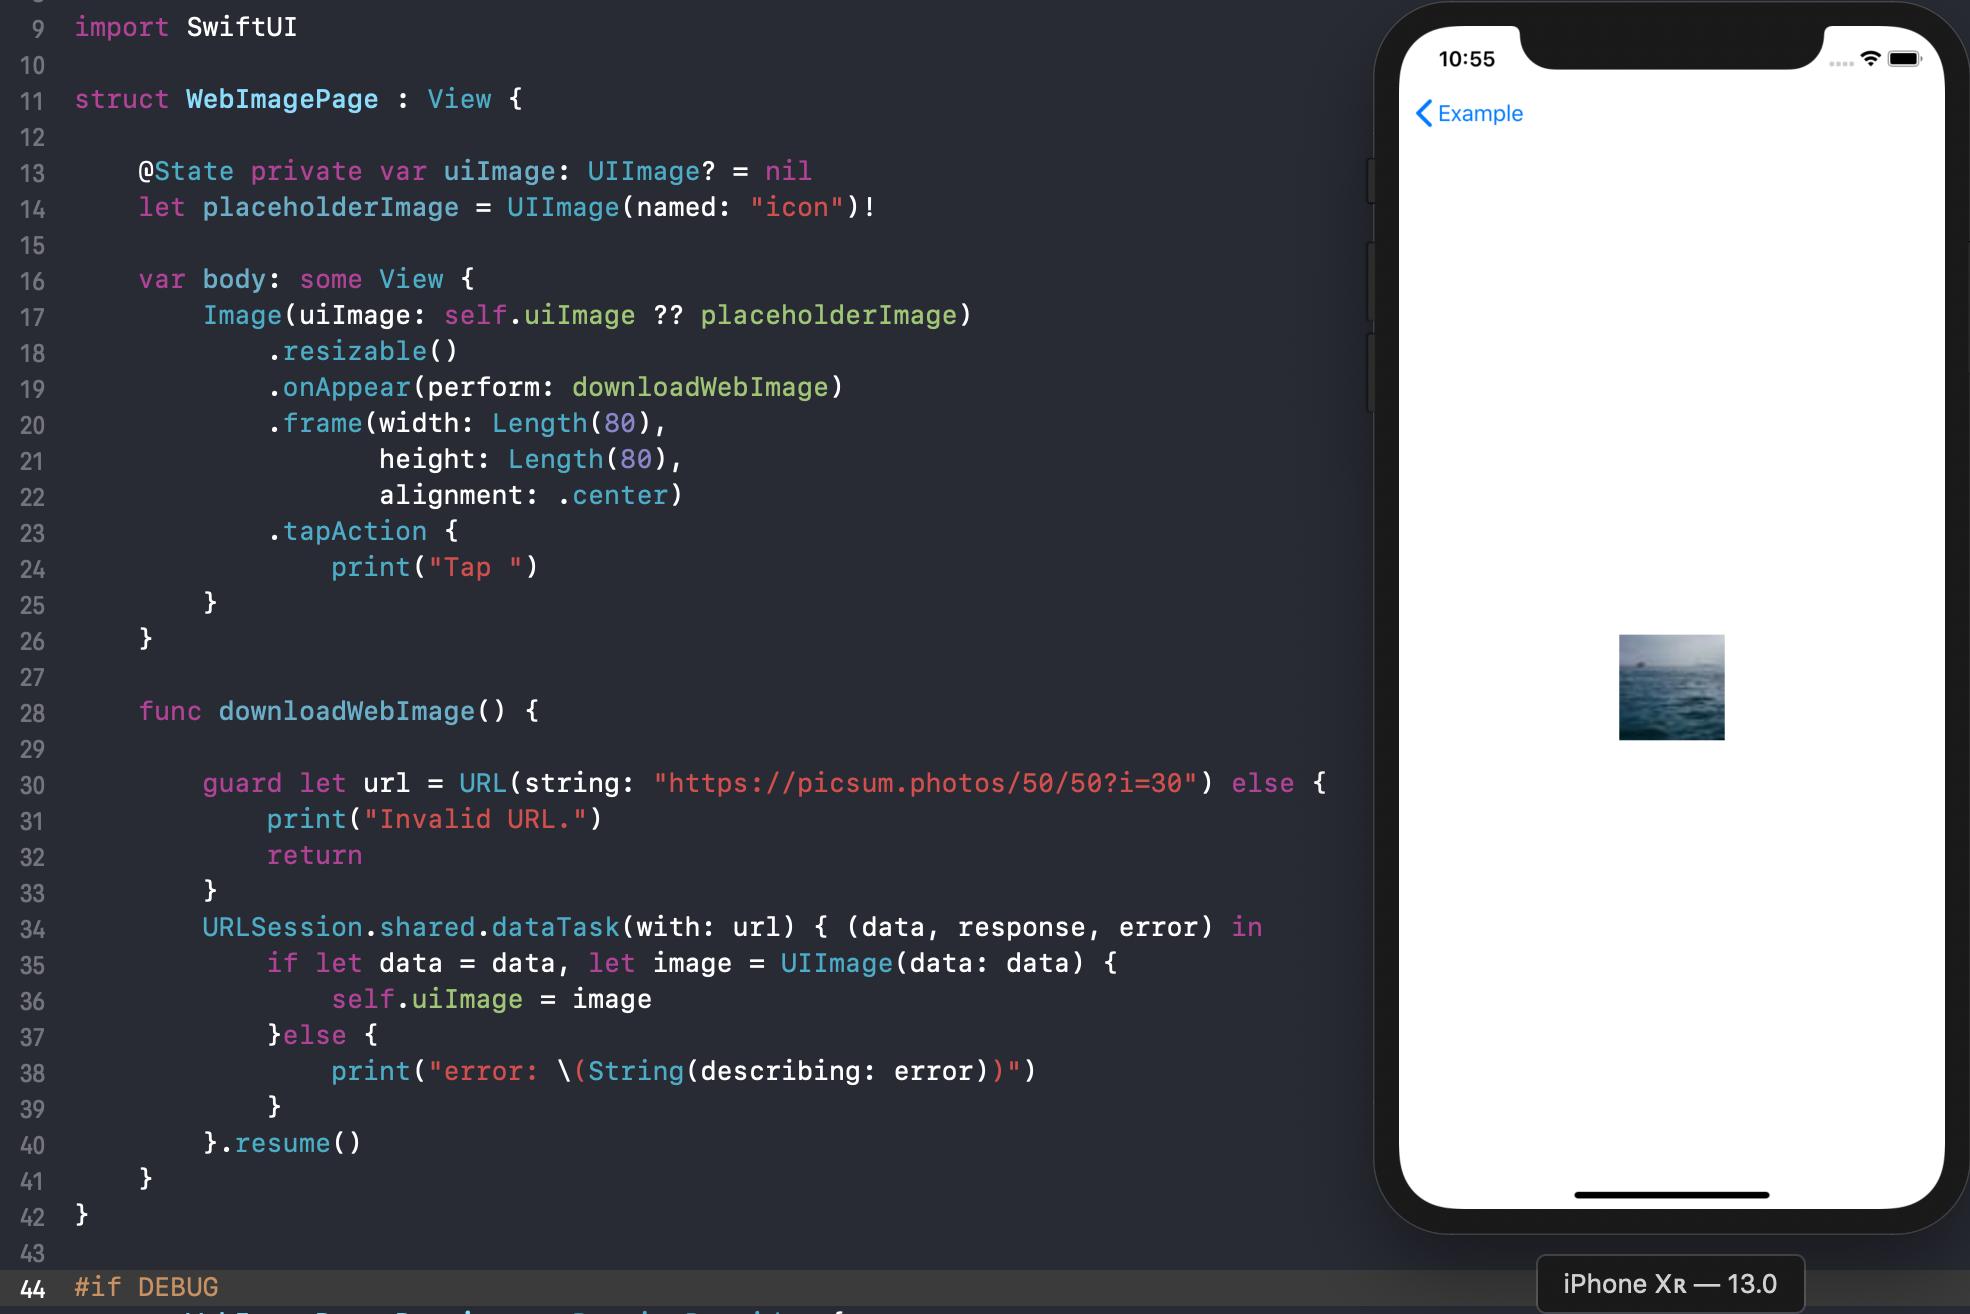 9 import SwiftUI
10
11 struct WebImagePage : View {
12
13 @State private var uiImage: UIImage? = nil
14 let placeholderImage = UIImage(named: "icon")!
15
16 var body: some View {
17 Image(uiImage: self.uiImage ?? placeholderImage)
18 .resizable()
19 .onAppear(perform: downloadWebImage)
20 .frame(width: Length(80),
21 height: Length(80),
22 alignment: .center)
23 .tapAction {
24 print("Tap ")
25 }
26 }
27
28 func downloadWebImage() {
29
30 guard let url = URL(string: "https://picsum.photos/50/50?i=30") else {
31 print("Invalid URL.")
32 return
33 }
34 URLSession.shared.dataTask(with: url) { (data, response, error) in
35 if let data = data, let image = UIImage(data: data) {
36 self.uiImage = image
37 }else {
38 print("error: \(String(describing: error))")
39 }
40 }.resume()
41 }
42 }
43
44 #if DEBUG
10:55
Example
iPhone XR — 13.0